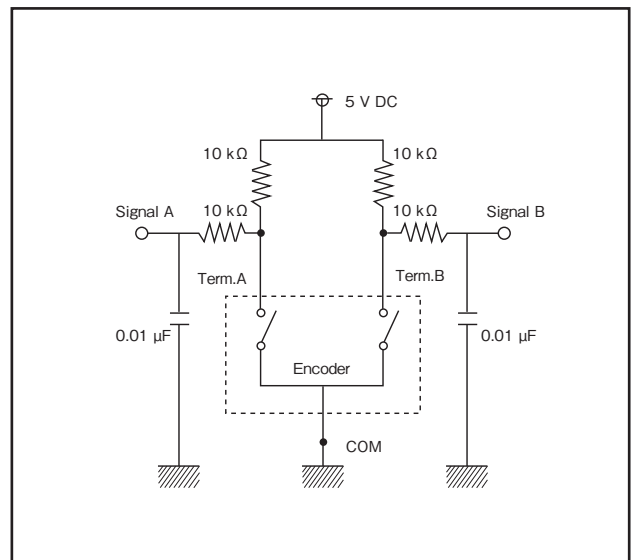 5 V DC
10 kΩ
10 kΩ
Signal A
10 kΩ
10 kΩ
Signal B
Term.A
Term.B
0.01 µF
0.01 µF
Encoder
COM